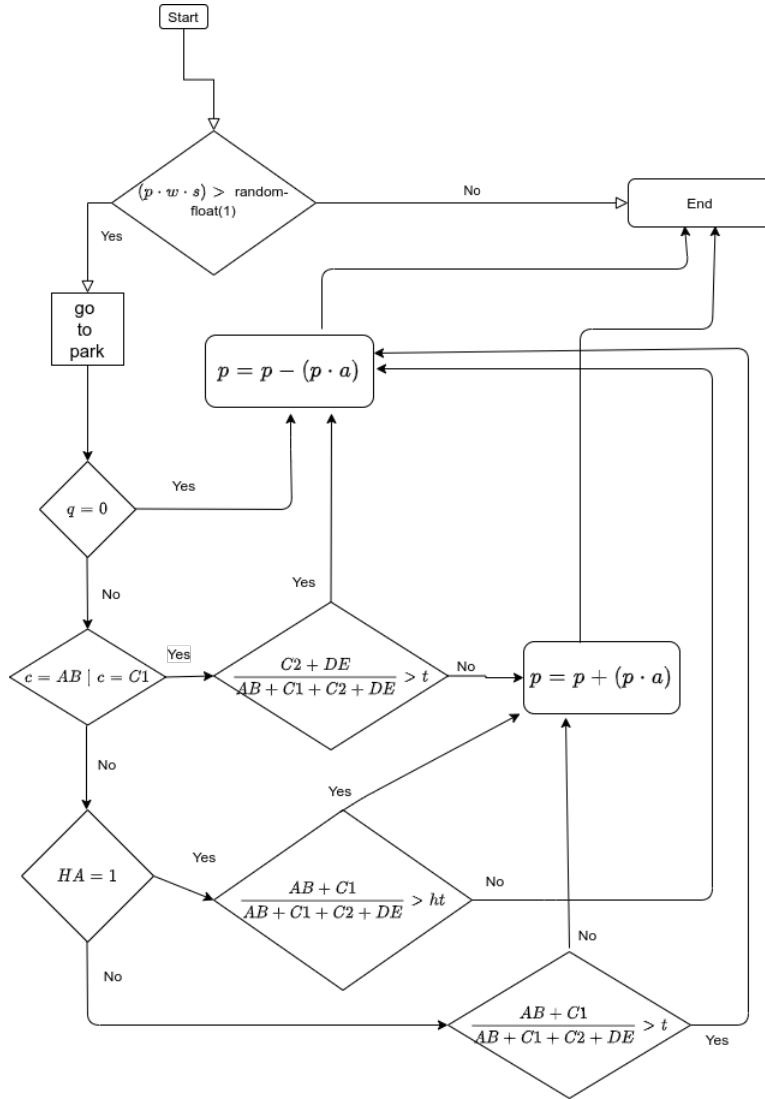 Start
(p · w · s) > random-
float(1)
No
End
Yes
go
to
park
p = p − (p · a)
Yes
q = 0
Yes
No
Yes
c = AB | c = C1
C2 + DE
AB + C1 + C2 + DE > t
No
p = p + (p · a)
No
Yes
Yes
HA = 1
AB + C1
AB + C1 + C2 + DE > ht
No
No
No
AB + C1
AB + C1 + C2 + DE > t
Yes